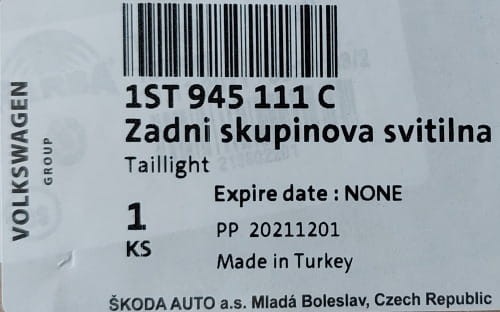 VOLKSWAGEN
GROUP
1ST 945 111 C
Zadni skupinova svitilna
Taillight
Expire date : NONE
1
KS
PP 20211201
Made in Turkey
ŠKODA AUTO a.s. Mladá Boleslav, Czech Republic